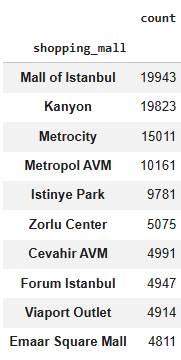 count
shopping_mall
Mall of Istanbul 19943
Kanyon 19823
Metrocity 15011
Metropol AVM 10161
Istinye Park 9781
Zorlu Center 5075
Cevahir AVM 4991
Forum Istanbul 4947
Viaport Outlet 4914
Emaar Square Mall 4811